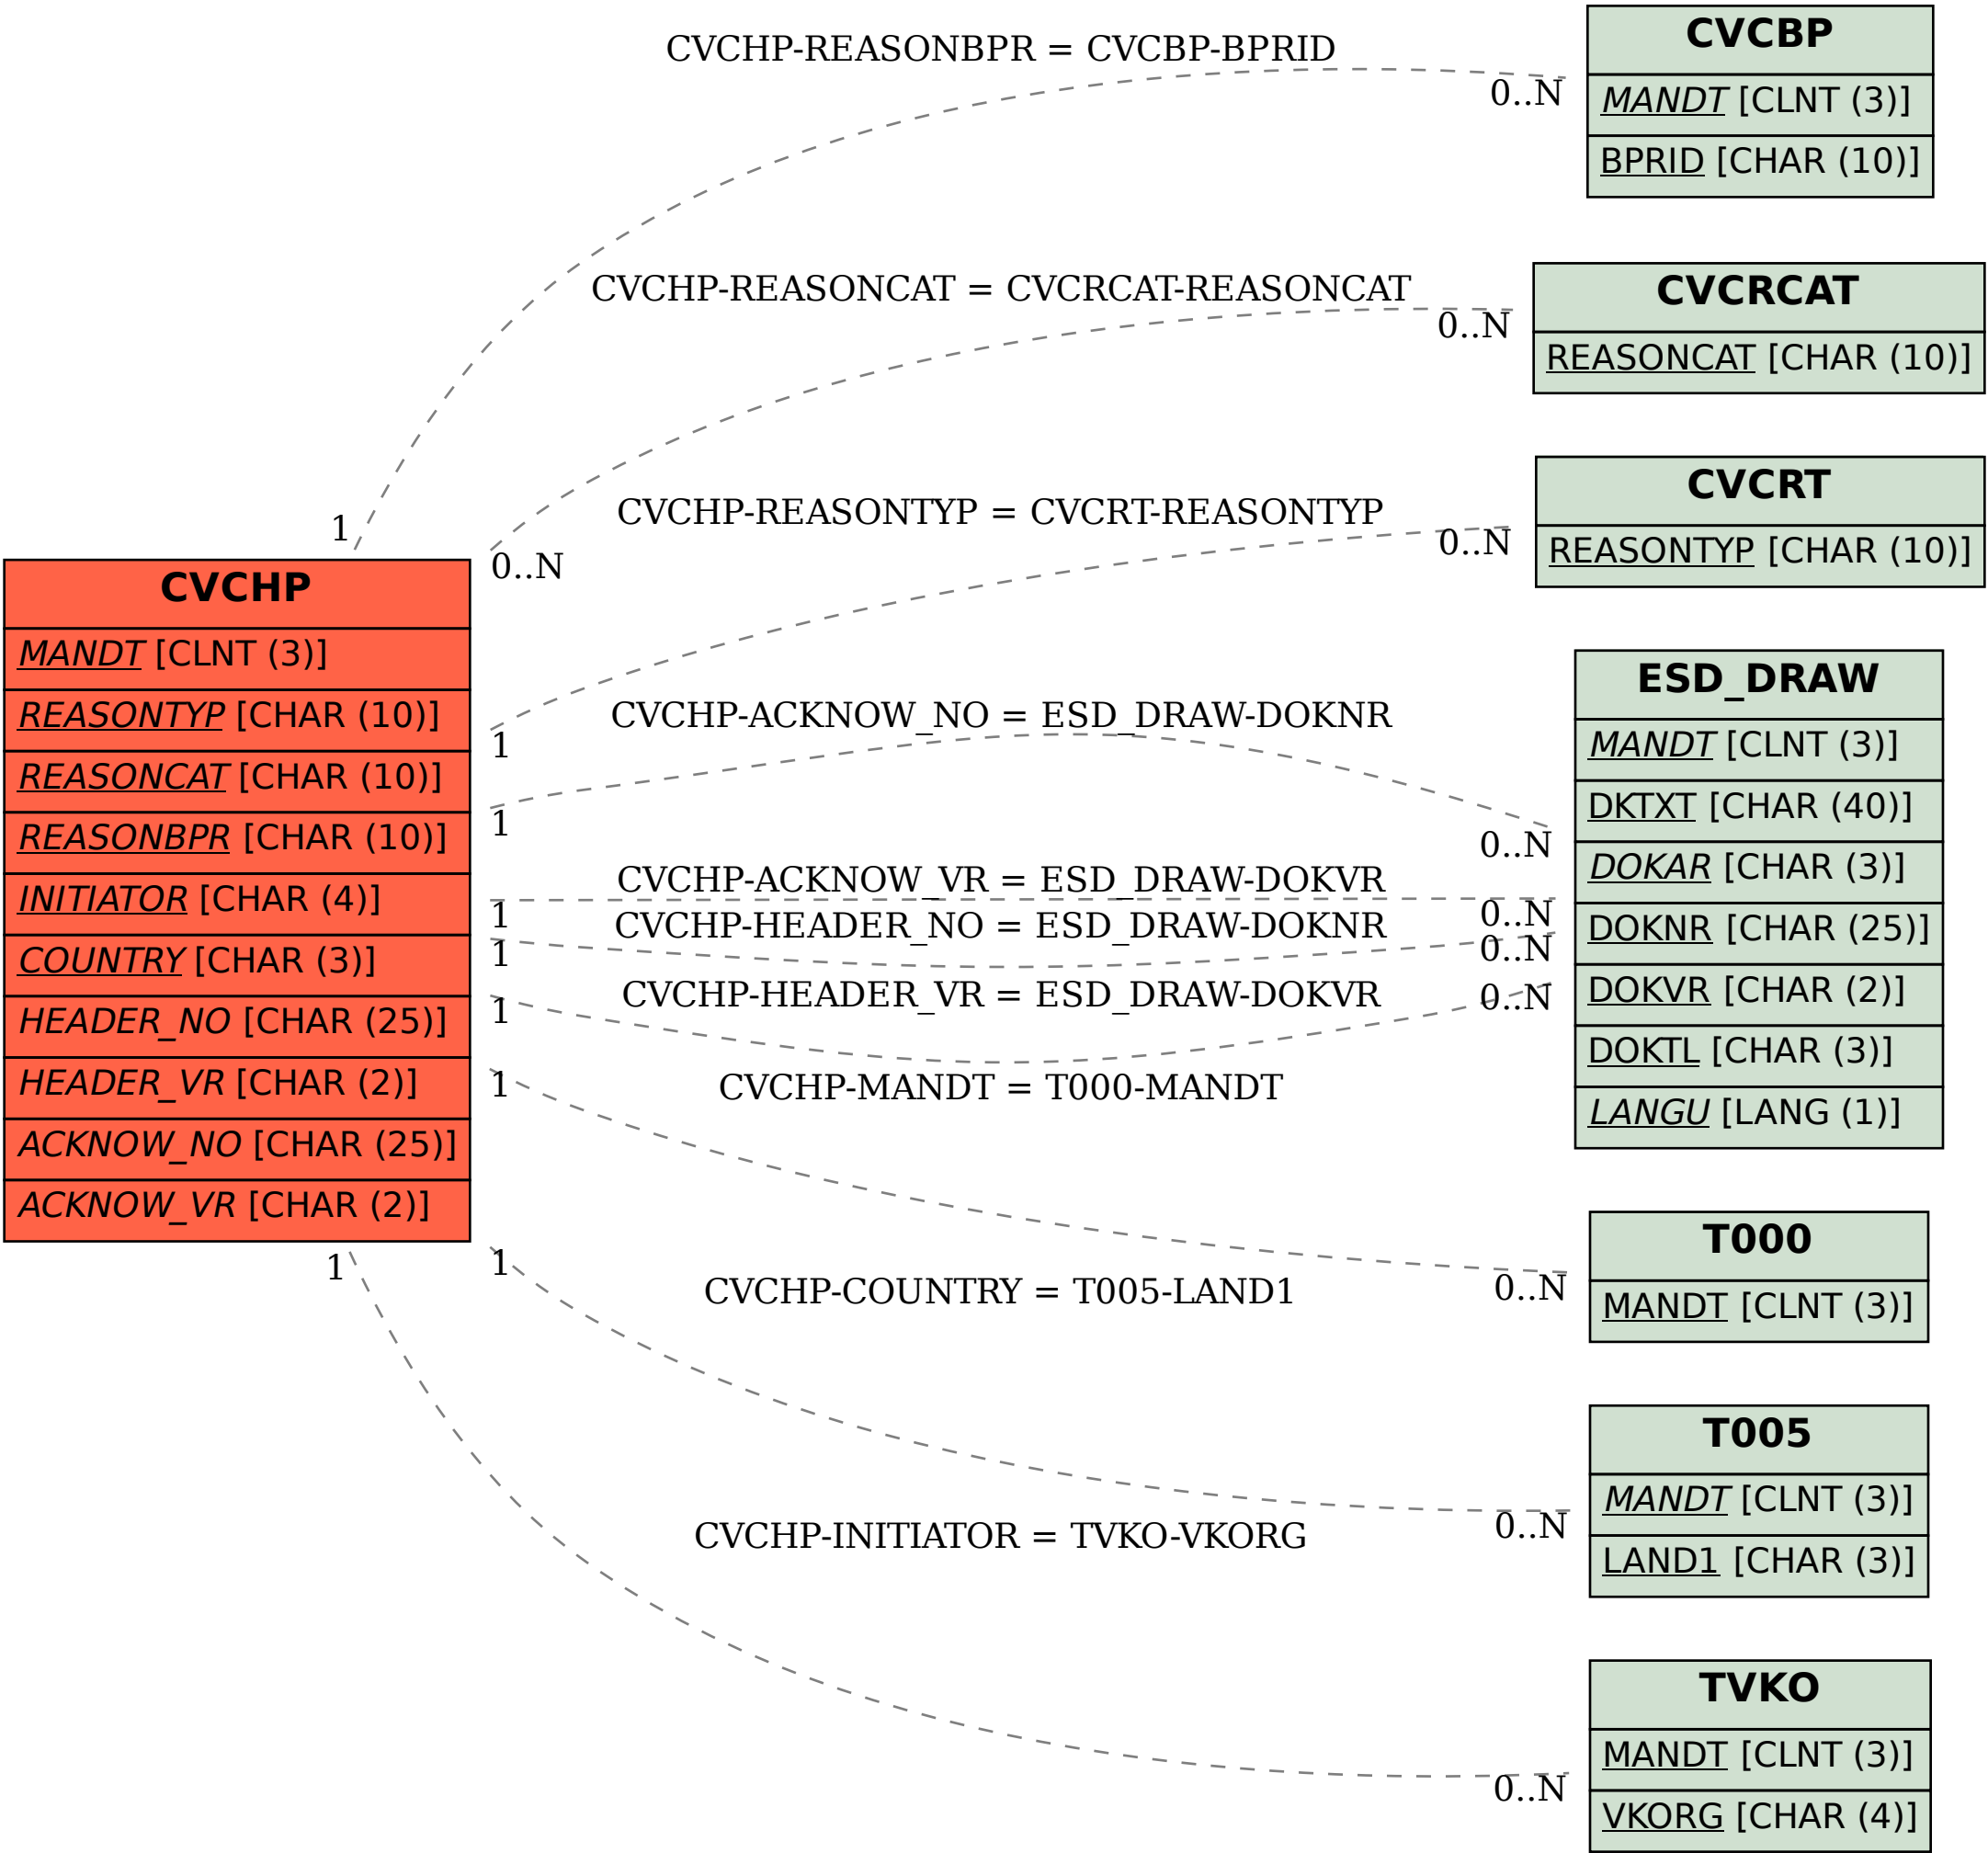 CVCHP-REASONBPR = CVCBP-BPRID
1
0..N
CVCHP-REASONCAT = CVCRCAT-REASONCAT
0..N
0..N
CVCHP-REASONTYP = CVCRT-REASONTYP
1
0..N
CVCHP-ACKNOW_NO = ESD_DRAW-DOKNR
1
0..N
CVCHP-ACKNOW_VR = ESD_DRAW-DOKVR
1
0..N
CVCHP-HEADER_NO = ESD_DRAW-DOKNR
1
0..N
CVCHP-HEADER_VR = ESD_DRAW-DOKVR
1
0..N
CVCHP-MANDT = T000-MANDT
1
0..N
CVCHP-COUNTRY = T005-LAND1
1
0..N
CVCHP-INITIATOR = TVKO-VKORG
1
0..N
CVCHP
MANDT [CLNT (3)]
REASONTYP [CHAR (10)]
REASONCAT [CHAR (10)]
REASONBPR [CHAR (10)]
INITIATOR [CHAR (4)]
COUNTRY [CHAR (3)]
HEADER_NO [CHAR (25)]
HEADER_VR [CHAR (2)]
ACKNOW_NO [CHAR (25)]
ACKNOW_VR [CHAR (2)]
CVCBP
MANDT [CLNT (3)]
BPRID [CHAR (10)]
CVCRCAT
REASONCAT [CHAR (10)]
CVCRT
REASONTYP [CHAR (10)]
ESD_DRAW
MANDT [CLNT (3)]
DKTXT [CHAR (40)]
DOKAR [CHAR (3)]
DOKNR [CHAR (25)]
DOKVR [CHAR (2)]
DOKTL [CHAR (3)]
LANGU [LANG (1)]
T000
MANDT [CLNT (3)]
T005
MANDT [CLNT (3)]
LAND1 [CHAR (3)]
TVKO
MANDT [CLNT (3)]
VKORG [CHAR (4)]